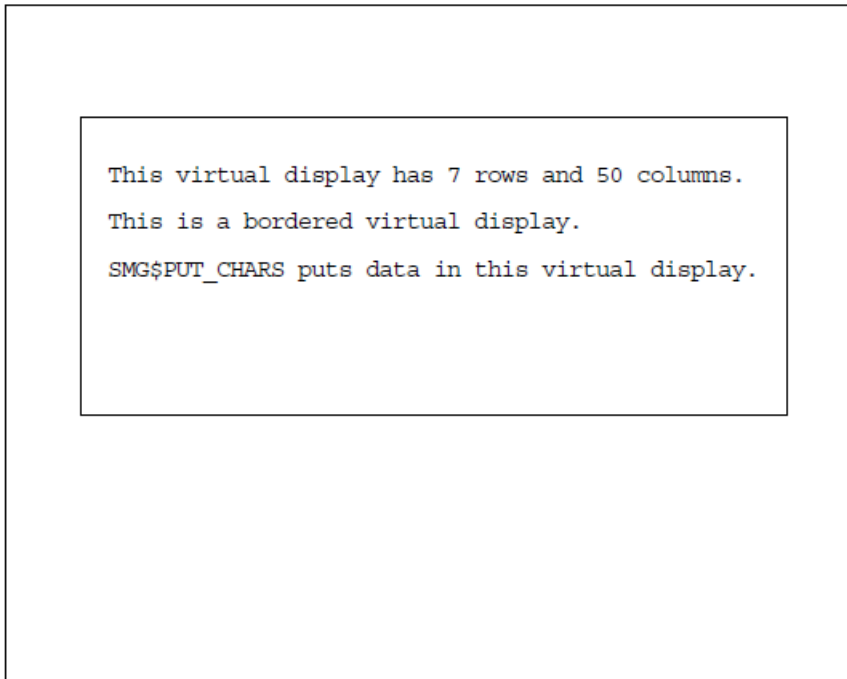 This virtual display has 7 rows and 50 columns.
This is a bordered virtual display.
SMG$PUT_CHARS puts data in this virtual display.